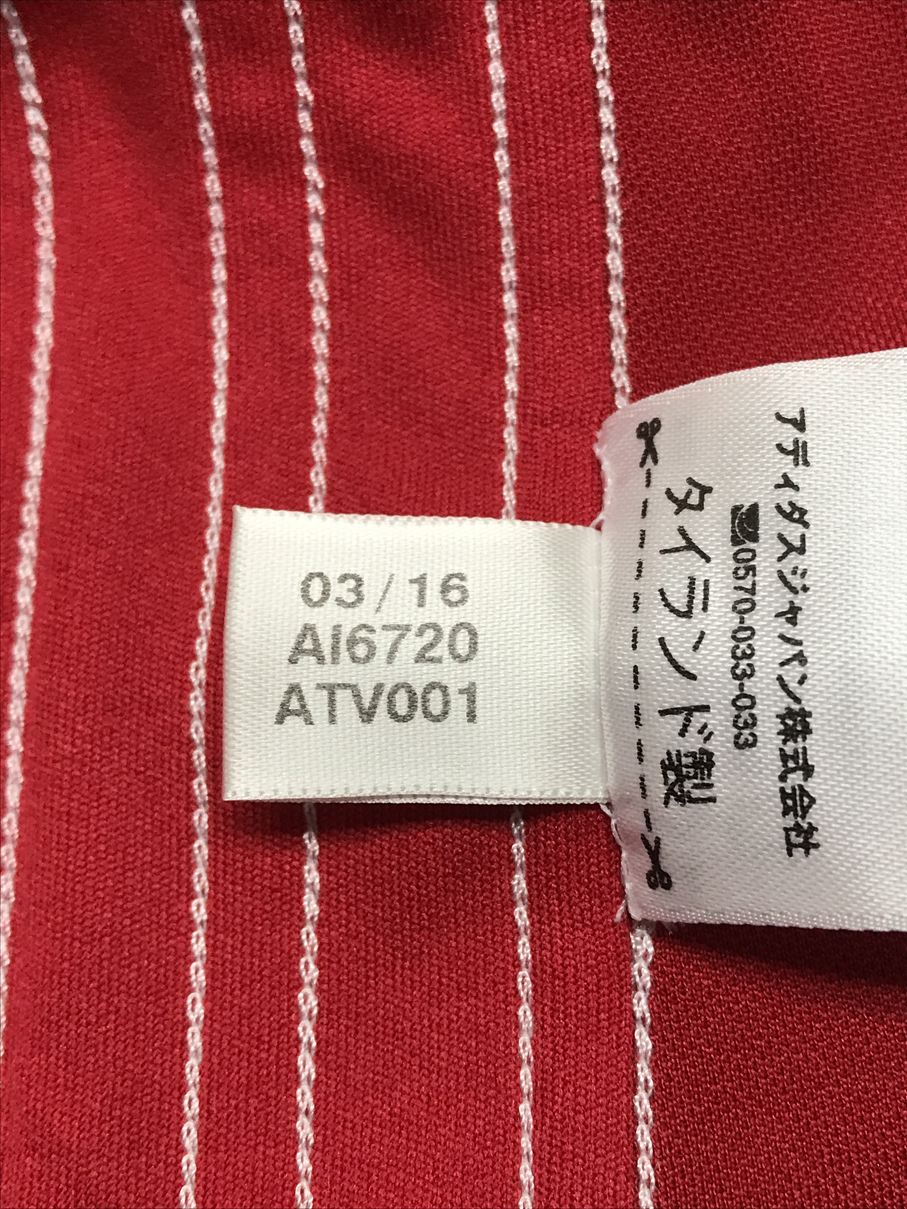 03/16
AI6720
ATV001
アディダスジャパン株式会社
0570-033-033
タイランド製